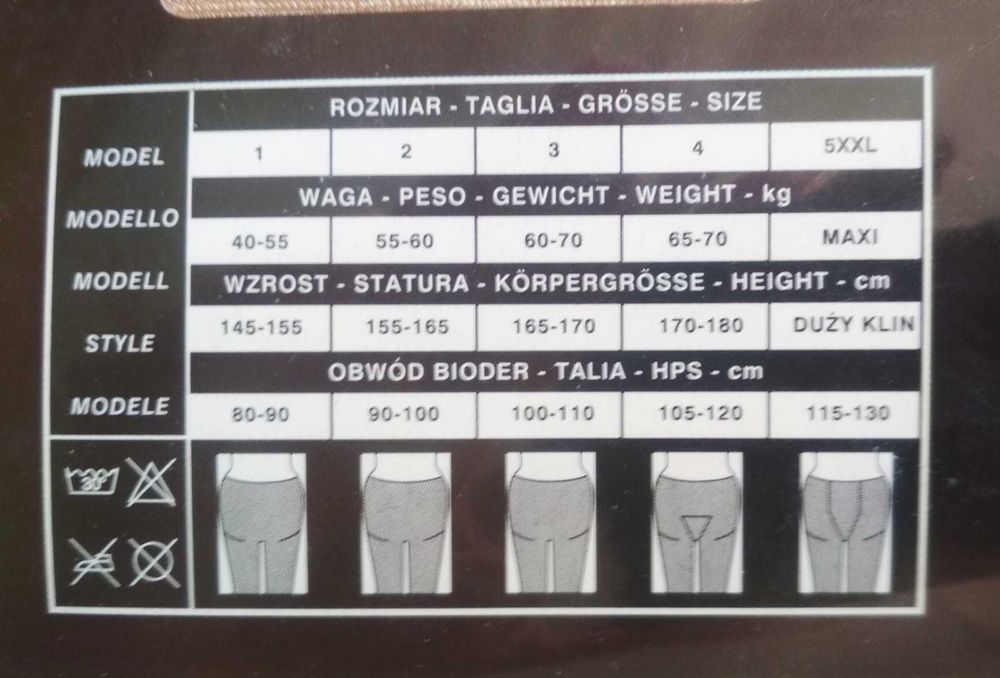 ROZMIAR - TAGLIA - GRÖSSE - SIZE
MODEL
1 2 3 4 5XXL
WAGA - PESO - GEWICHT - WEIGHT - kg
MODELLO
40-55 55-60 60-70 65-70 MAXI
MODELL
WZROST - STATURA - KÖRPERGRÖSSE - HEIGHT - cm
STYLE
145-155 155-165 165-170 170-180 DUŻY KLIN
OBWÓD BIODER - TALIA - HPS - cm
MODELE
80-90 90-100 100-110 105-120 115-130
30°